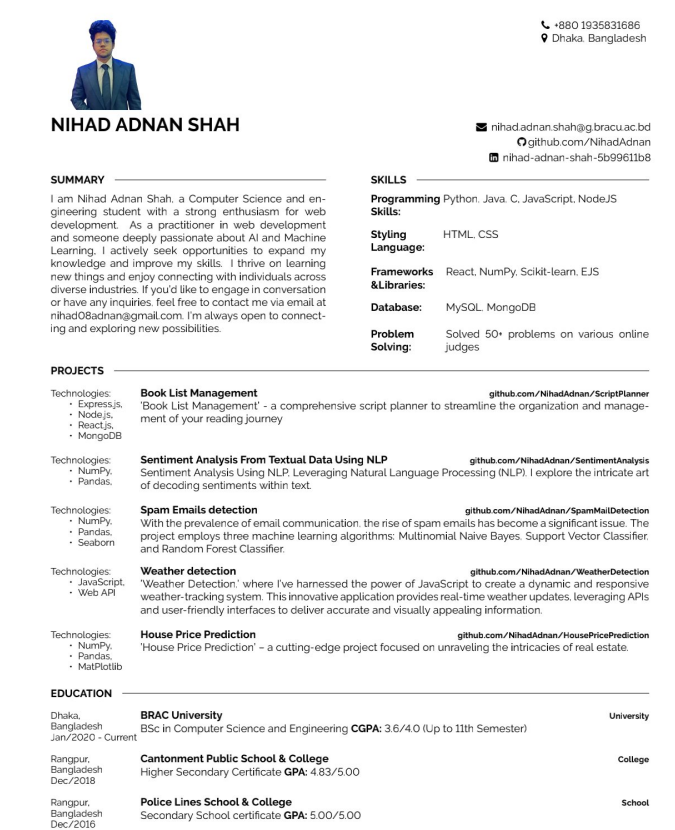 +880 1935831686
Dhaka, Bangladesh
NIHAD ADNAN SHAH
nihad.adnan.shah@g.bracu.ac.bd
github.com/NihadAdnan
nihad-adnan-shah-5b99611b8
SUMMARY
I am Nihad Adnan Shah, a Computer Science and en-
gineering student with a strong enthusiasm for web
development. As a practitioner in web development
and someone deeply passionate about AI and Machine
Learning, I actively seek opportunities to expand my
knowledge and improve my skills. I thrive on learning
new things and enjoy connecting with individuals across
diverse industries. If you'd like to engage in conversation
or have any inquiries, feel free to contact me via email at
nihad08adnan@gmail.com. I'm always open to connect-
ing and exploring new possibilities.
SKILLS
Programming Python, Java, C, JavaScript, NodeJS
Skills:
Styling HTML, CSS
Language:
Frameworks React, NumPy, Scikit-learn, EJS
&Libraries:
Database: MySQL, MongoDB
Problem Solved 50+ problems on various online
Solving: judges
PROJECTS
Technologies:
• Express.js,
• Node.js,
• React.js,
• MongoDB
Book List Management github.com/NihadAdnan/ScriptPlanner
'Book List Management' - a comprehensive script planner to streamline the organization and manage-
ment of your reading journey
Technologies:
• NumPy,
• Pandas,
Sentiment Analysis From Textual Data Using NLP github.com/NihadAdnan/SentimentAnalysis
Sentiment Analysis Using NLP, Leveraging Natural Language Processing (NLP), I explore the intricate art
of decoding sentiments within text.
Technologies:
• NumPy,
• Pandas,
• Seaborn
Spam Emails detection github.com/NihadAdnan/SpamMailDetection
With the prevalence of email communication, the rise of spam emails has become a significant issue. The
project employs three machine learning algorithms: Multinomial Naive Bayes, Support Vector Classifier,
and Random Forest Classifier.
Technologies:
• JavaScript,
• Web API
Weather detection github.com/NihadAdnan/WeatherDetection
'Weather Detection,' where I've harnessed the power of JavaScript to create a dynamic and responsive
weather-tracking system. This innovative application provides real-time weather updates, leveraging APIs
and user-friendly interfaces to deliver accurate and visually appealing information.
Technologies:
• NumPy,
• Pandas,
• MatPlotlib
House Price Prediction github.com/NihadAdnan/HousePricePrediction
'House Price Prediction' – a cutting-edge project focused on unraveling the intricacies of real estate.
EDUCATION
Dhaka,
Bangladesh
Jan/2020 - Current
BRAC University University
BSc in Computer Science and Engineering CGPA: 3.6/4.0 (Up to 11th Semester)
Rangpur,
Bangladesh
Dec/2018
Cantonment Public School & College College
Higher Secondary Certificate GPA: 4.83/5.00
Rangpur,
Bangladesh
Dec/2016
Police Lines School & College School
Secondary School certificate GPA: 5.00/5.00